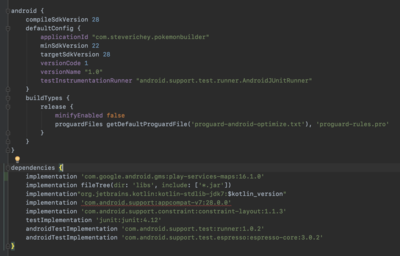 android {
compileSdkVersion 28
defaultConfig {
applicationId "com.steverichey.pokemonbuilder"
minSdkVersion 22
targetSdkVersion 28
versionCode 1
versionName "1.0"
testInstrumentationRunner "android.support.test.runner.AndroidJUnitRunner"
}
buildTypes {
release {
minifyEnabled false
proguardFiles getDefaultProguardFile('proguard-android-optimize.txt'), 'proguard-rules.pro'
}
}
}
dependencies {
implementation 'com.google.android.gms:play-services-maps:16.1.0'
implementation fileTree(dir: 'libs', include: ['*.jar'])
implementation"org.jetbrains.kotlin:kotlin-stdlib-jdk7:$kotlin_version"
implementation 'com.android.support:appcompat-v7:28.0.0'
implementation 'com.android.support.constraint:constraint-layout:1.1.3'
testImplementation 'junit:junit:4.12'
androidTestImplementation 'com.android.support.test:runner:1.0.2'
androidTestImplementation 'com.android.support.test.espresso:espresso-core:3.0.2'
}